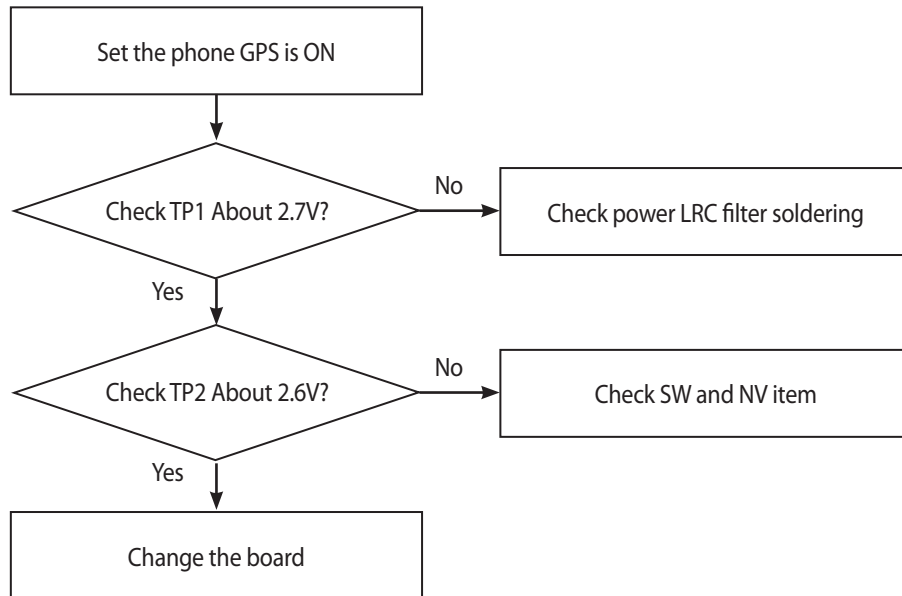 Set the phone GPS is ON
Check TP1 About 2.7V?
No
Check power LRC filter soldering
Yes
Check TP2 About 2.6V?
No
Check SW and NV item
Yes
Change the board